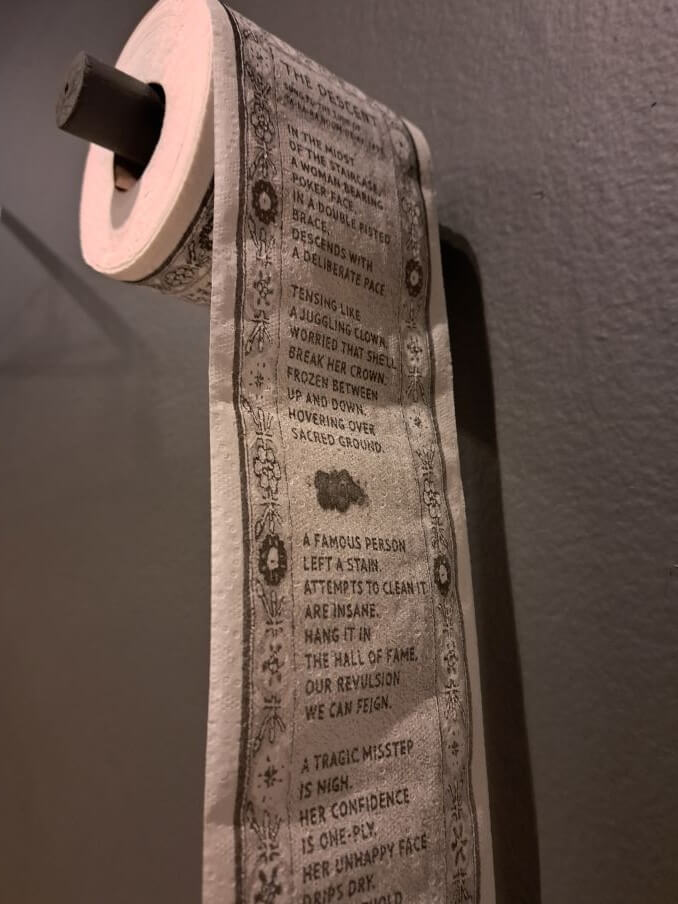 THE DESCENT
IN THE MIDST
OF THE STAIRCASE,
A WOMAN BEARING
POKER FACE
IN A DOUBLE FISTED
BRACE,
DESCENDS WITH
A DELIBERATE PACE
TENSING LIKE
A JUGGLING CLOWN,
WORRIED THAT SHE'LL
BREAK HER CROWN.
FROZEN BETWEEN
UP AND DOWN.
HOVERING OVER
SACRED GROUND.
A FAMOUS PERSON
LEFT A STAIN.
ATTEMPTS TO CLEAN IT
ARE INSANE.
HANG IT IN
THE HALL OF FAME.
OUR REVULSION
WE CAN FEIGN.
A TRAGIC MISSTEP
IS NIGH.
HER CONFIDENCE
IS ONE-PLY.
HER UNHAPPY FACE
DRIPS DRY.